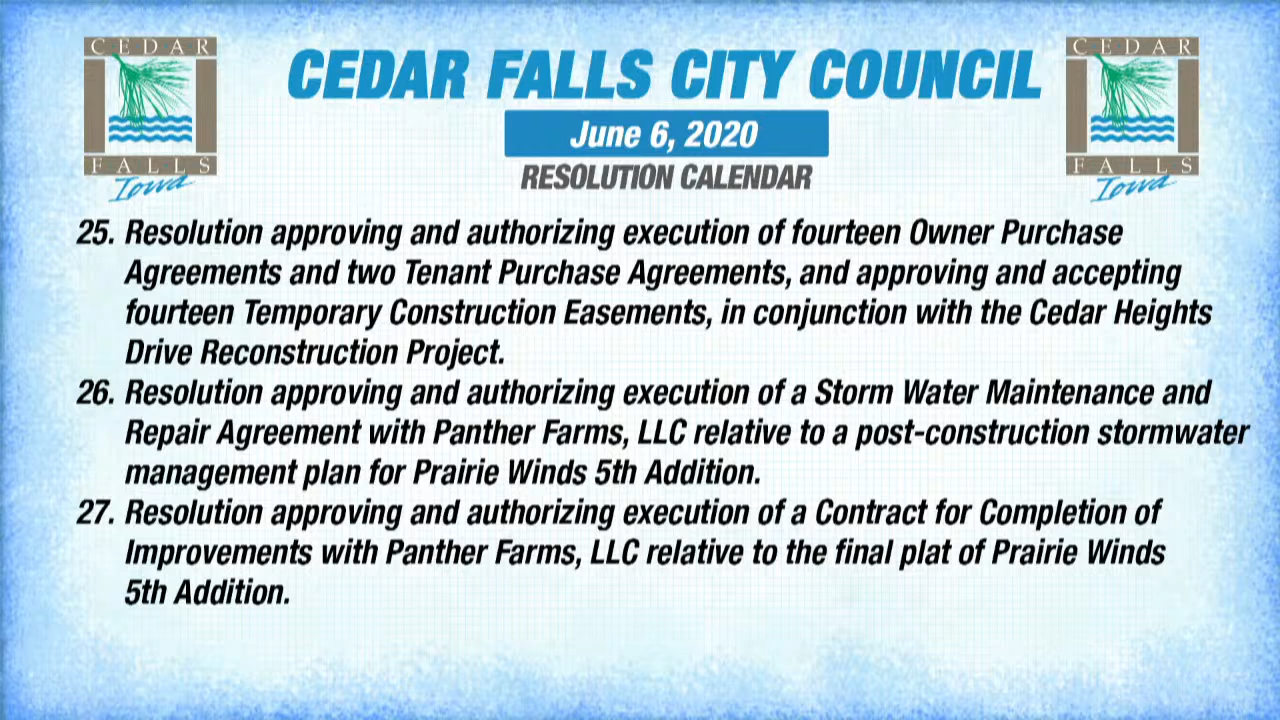 CEDAR
FALLS
Iowa
CEDAR FALLS CITY COUNCIL
June 6, 2020
RESOLUTION CALENDAR
CEDAR
FALLS
Iowa
25. Resolution approving and authorizing execution of fourteen Owner Purchase
Agreements and two Tenant Purchase Agreements, and approving and accepting
fourteen Temporary Construction Easements, in conjunction with the Cedar Heights
Drive Reconstruction Project.
26. Resolution approving and authorizing execution of a Storm Water Maintenance and
Repair Agreement with Panther Farms, LLC relative to a post-construction stormwater
management plan for Prairie Winds 5th Addition.
27. Resolution approving and authorizing execution of a Contract for Completion of
Improvements with Panther Farms, LLC relative to the final plat of Prairie Winds
5th Addition.